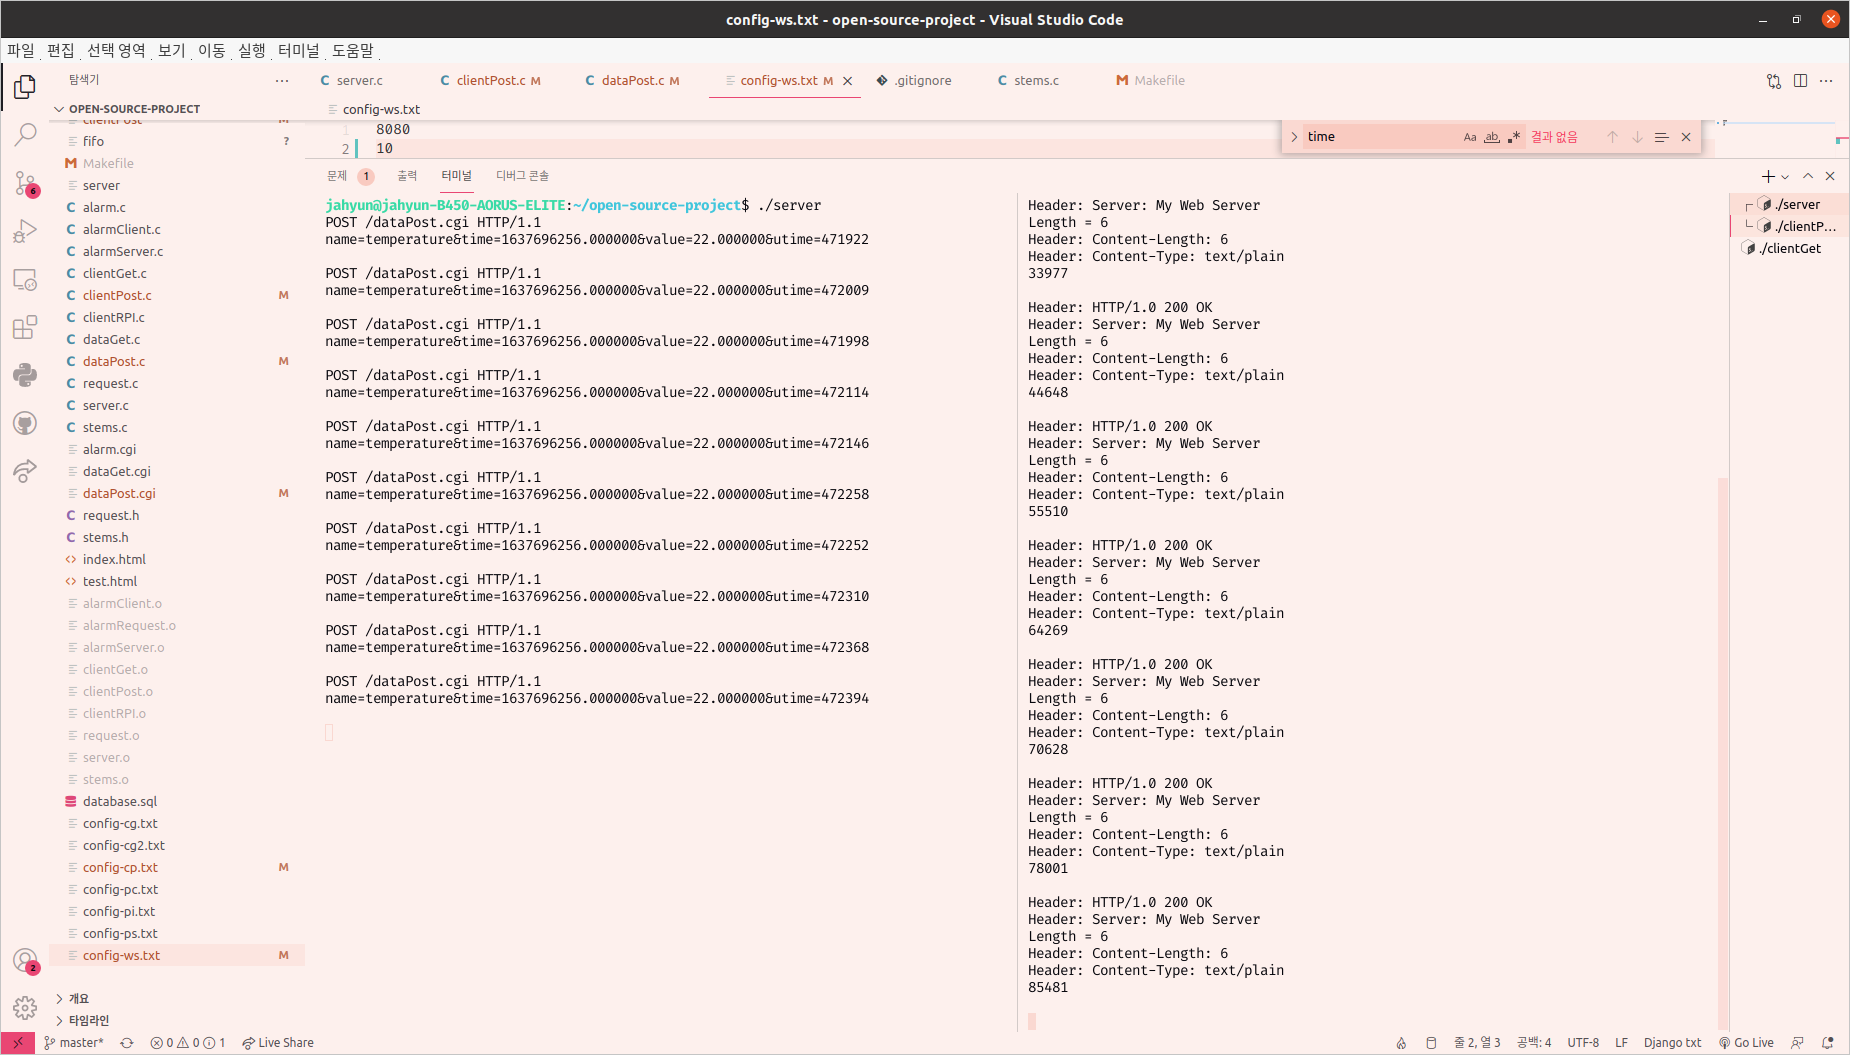 config-ws.txt - open-source-project - Visual Studio Code
파일 편집 선택 영역 보기 이동 실행 터미널 도움말
탐색기 ···
server.c
clientPost.c M
dataPost.c M
config-ws.txt M
.gitignore
stems.c
Makefile
OPEN-SOURCE-PROJECT
config-ws.txt
clientPost M
fifo ?
Makefile
server
alarm.c
alarmClient.c
alarmServer.c
clientGet.c
clientPost.c M
clientRPI.c
dataGet.c
dataPost.c M
request.c
server.c
stems.c
alarm.cgi
dataGet.cgi
dataPost.cgi M
request.h
stems.h
index.html
test.html
alarmClient.o
alarmRequest.o
alarmServer.o
clientGet.o
clientPost.o
clientRPI.o
request.o
server.o
stems.o
database.sql
config-cg.txt
config-cg2.txt
config-cp.txt M
config-pc.txt
config-pi.txt
config-ps.txt
config-ws.txt M
개요
타임라인
6
2
1 8080
2 10
time Aa ab 결과 없음
문제 1 출력 터미널 디버그 콘솔
jahyun@jahyun-B450-AORUS-ELITE:~/open-source-project$ ./server
POST /dataPost.cgi HTTP/1.1
name=temperature&time=1637696256.000000&value=22.000000&utime=471922
POST /dataPost.cgi HTTP/1.1
name=temperature&time=1637696256.000000&value=22.000000&utime=472009
POST /dataPost.cgi HTTP/1.1
name=temperature&time=1637696256.000000&value=22.000000&utime=471998
POST /dataPost.cgi HTTP/1.1
name=temperature&time=1637696256.000000&value=22.000000&utime=472114
POST /dataPost.cgi HTTP/1.1
name=temperature&time=1637696256.000000&value=22.000000&utime=472146
POST /dataPost.cgi HTTP/1.1
name=temperature&time=1637696256.000000&value=22.000000&utime=472258
POST /dataPost.cgi HTTP/1.1
name=temperature&time=1637696256.000000&value=22.000000&utime=472252
POST /dataPost.cgi HTTP/1.1
name=temperature&time=1637696256.000000&value=22.000000&utime=472310
POST /dataPost.cgi HTTP/1.1
name=temperature&time=1637696256.000000&value=22.000000&utime=472368
POST /dataPost.cgi HTTP/1.1
name=temperature&time=1637696256.000000&value=22.000000&utime=472394
Header: Server: My Web Server
Length = 6
Header: Content-Length: 6
Header: Content-Type: text/plain
33977
Header: HTTP/1.0 200 OK
Header: Server: My Web Server
Length = 6
Header: Content-Length: 6
Header: Content-Type: text/plain
44648
Header: HTTP/1.0 200 OK
Header: Server: My Web Server
Length = 6
Header: Content-Length: 6
Header: Content-Type: text/plain
55510
Header: HTTP/1.0 200 OK
Header: Server: My Web Server
Length = 6
Header: Content-Length: 6
Header: Content-Type: text/plain
64269
Header: HTTP/1.0 200 OK
Header: Server: My Web Server
Length = 6
Header: Content-Length: 6
Header: Content-Type: text/plain
70628
Header: HTTP/1.0 200 OK
Header: Server: My Web Server
Length = 6
Header: Content-Length: 6
Header: Content-Type: text/plain
78001
Header: HTTP/1.0 200 OK
Header: Server: My Web Server
Length = 6
Header: Content-Length: 6
Header: Content-Type: text/plain
85481
./server
./clientP...
./clientGet
master* 0 0 1 Live Share
줄 2, 열 3 공백: 4 UTF-8 LF Django txt Go Live